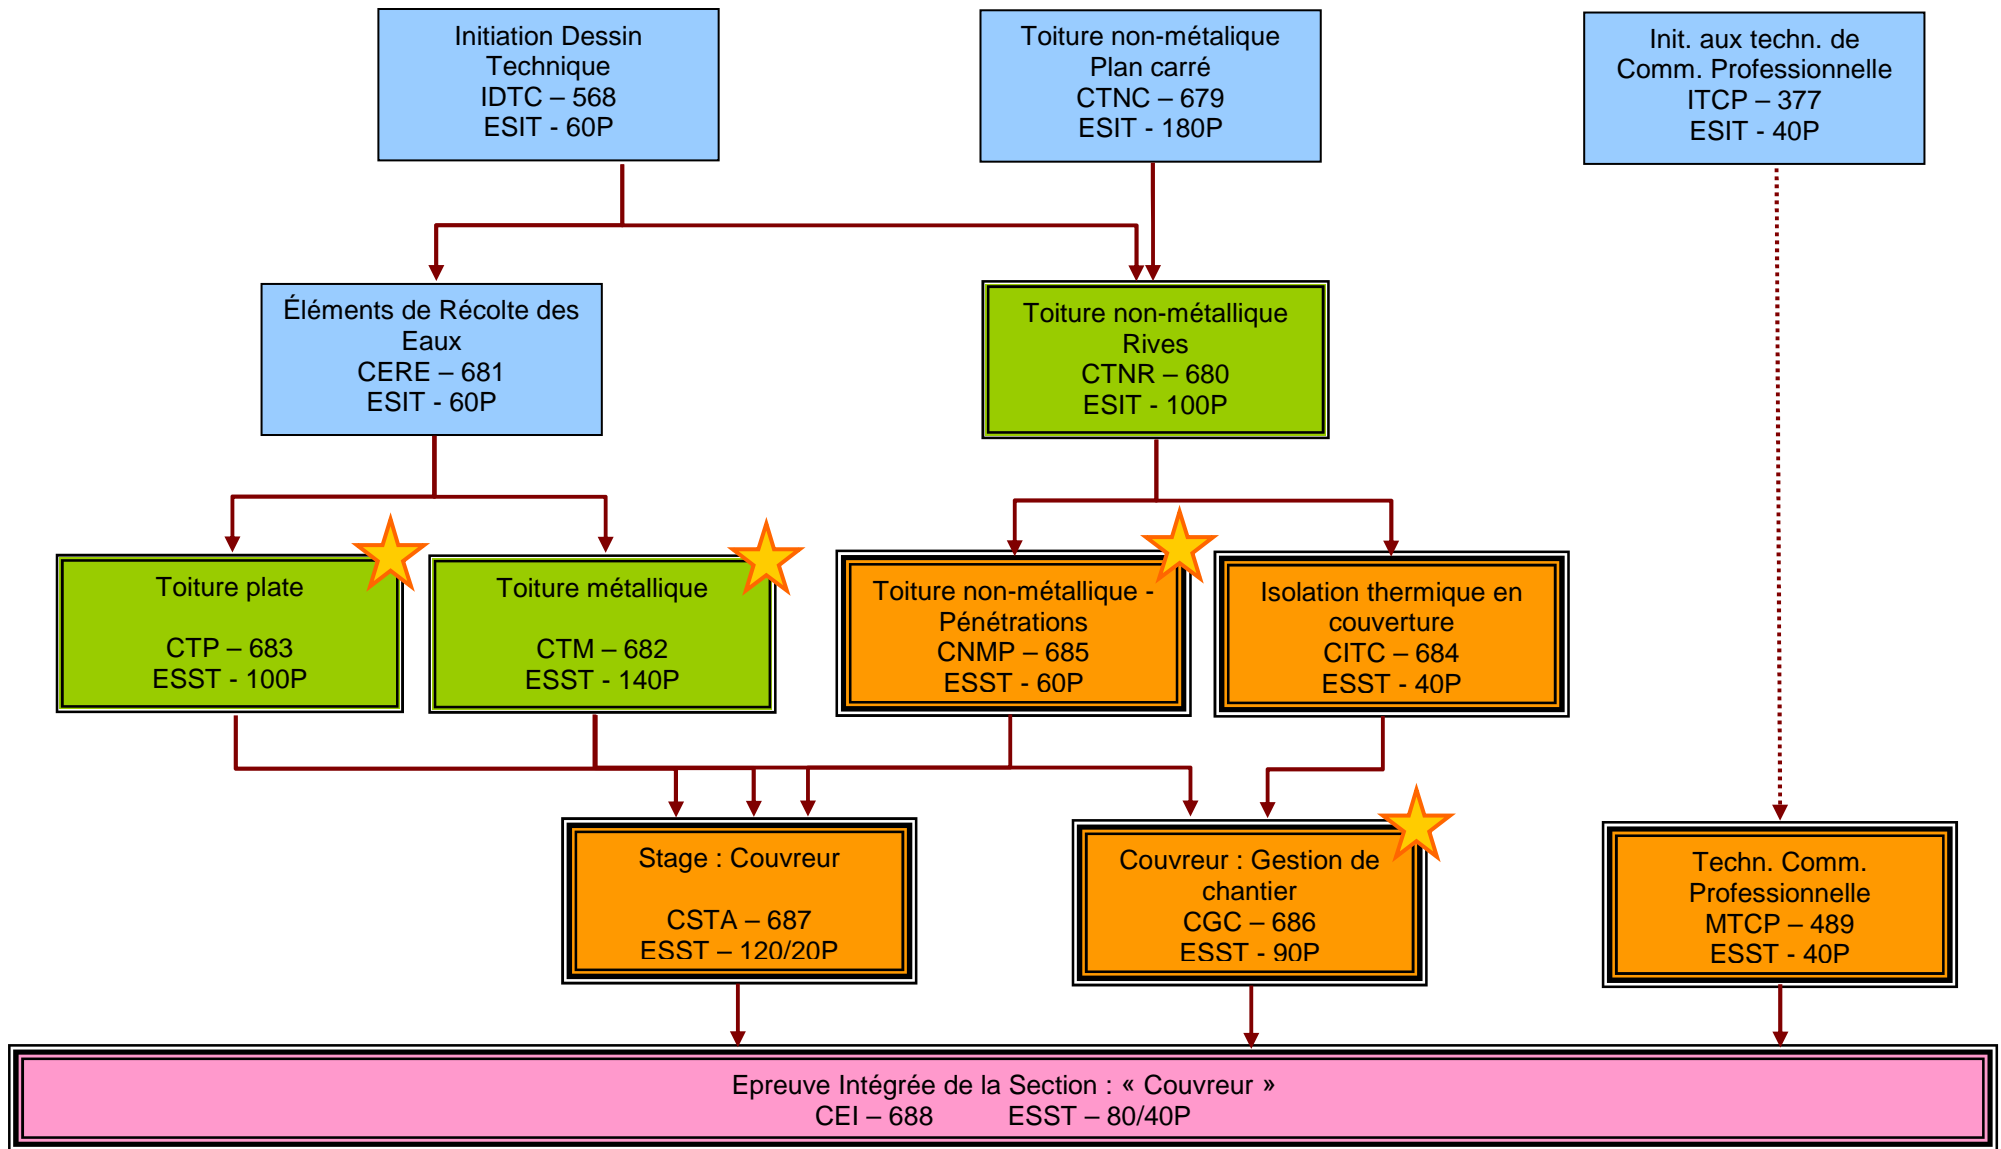 Initiation Dessin
Technique
IDTC – 568
ESIT - 60P
Toiture non-métalique
Plan carré
CTNC – 679
ESIT - 180P
Init. aux techn. de
Comm. Professionnelle
ITCP – 377
ESIT - 40P
Éléments de Récolte des
Eaux
CERE – 681
ESIT - 60P
Toiture non-métallique
Rives
CTNR – 680
ESIT - 100P
Toiture plate
CTP – 683
ESST - 100P
Toiture métallique
CTM – 682
ESST - 140P
Toiture non-métallique -
Pénétrations
CNMP – 685
ESST - 60P
Isolation thermique en
couverture
CITC – 684
ESST - 40P
Stage : Couvreur
CSTA – 687
ESST – 120/20P
Couvreur : Gestion de
chantier
CGC – 686
ESST - 90P
Techn. Comm.
Professionnelle
MTCP – 489
ESST - 40P
Epreuve Intégrée de la Section : « Couvreur »
CEI – 688 ESST – 80/40P